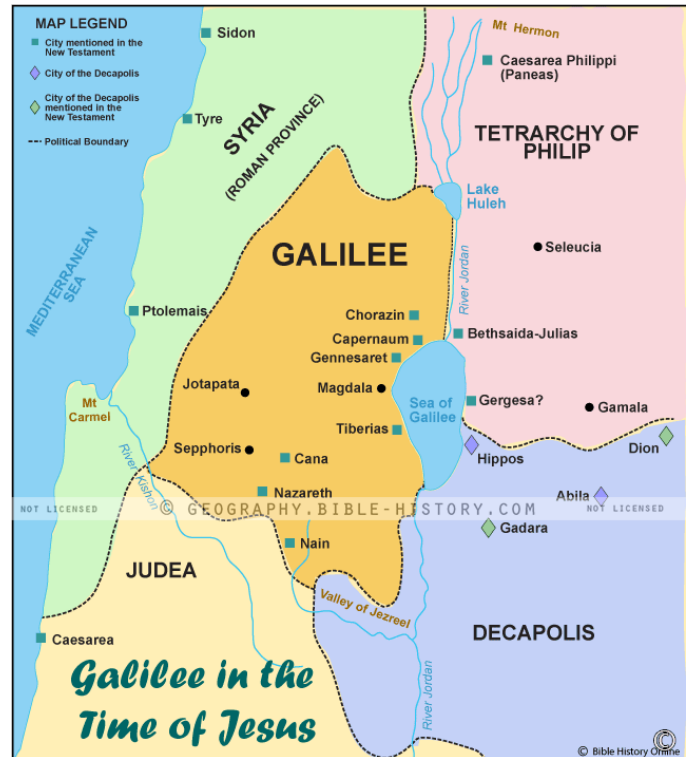 MAP LEGEND
City mentioned in the
New Testament
City of the Decapolis
City of the Decapolis
mentioned in the
New Testament
Political Boundary
Sidon
Mt Hermon
Caesarea Philippi
(Paneas)
Tyre
SYRIA
(ROMAN PROVINCE)
TETRARCHY OF
PHILIP
Lake
Huleh
MEDITERRANEAN
SEA
GALILEE
Seleucia
River Jordan
Ptolemais
Chorazin
Capernaum
Bethsaida-Julias
Gennesaret
Jotapata
Magdala
Sea of
Galilee
Gergesa?
Gamala
Mt
Carmel
Tiberias
River Kishon
Sepphoris
Cana
Hippos
Dion
Nazareth
Abila
NOT LICENSED
© GEOGRAPHY.BIBLE-HISTORY.COM
NOT LICENSED
Gadara
Nain
JUDEA
Valley of Jezreel
Caesarea
DECAPOLIS
Galilee in the
Time of Jesus
River Jordan
©
© Bible History Online